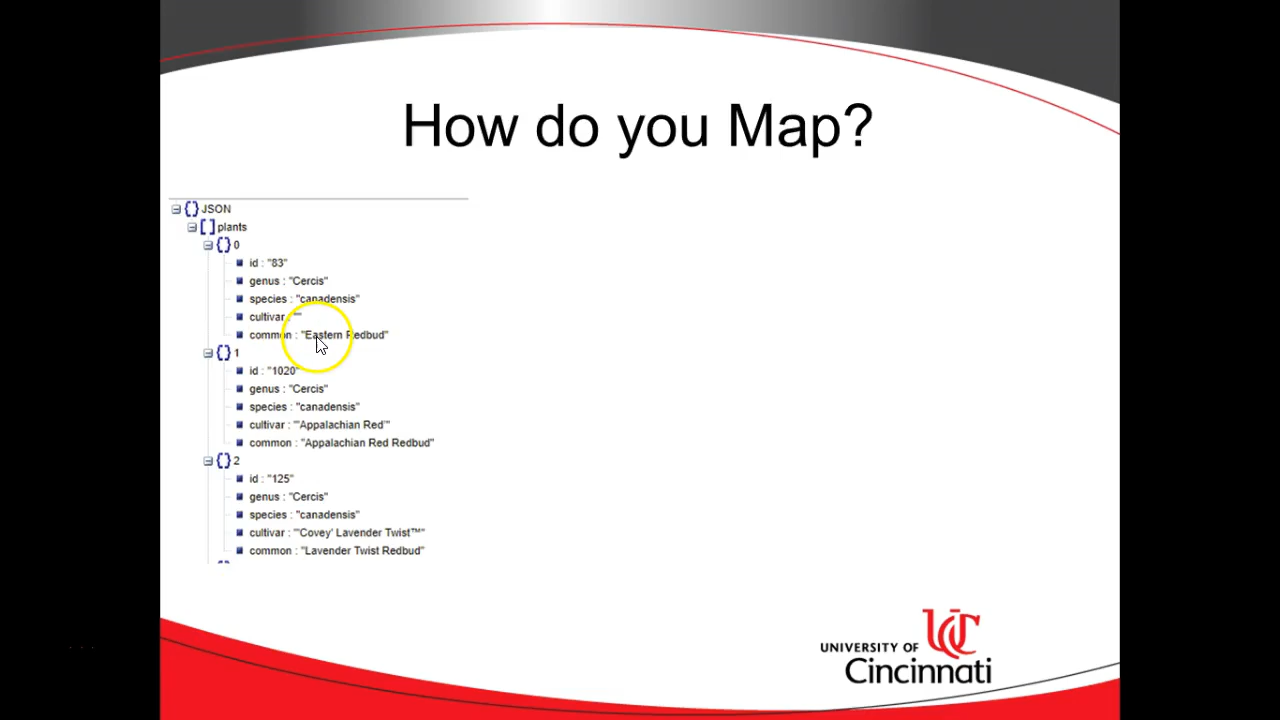 How do you Map?
JSON
plants
0
id : "83"
genus : "Cercis"
species : "canadensis"
cultivar : ""
common : "Eastern Redbud"
1
id : "1020"
genus : "Cercis"
species : "canadensis"
cultivar : "'Appalachian Red'"
common : "Appalachian Red Redbud"
2
id : "125"
genus : "Cercis"
species : "canadensis"
cultivar : "'Covey' Lavender Twist™"
common : "Lavender Twist Redbud"
UC
UNIVERSITY OF
Cincinnati